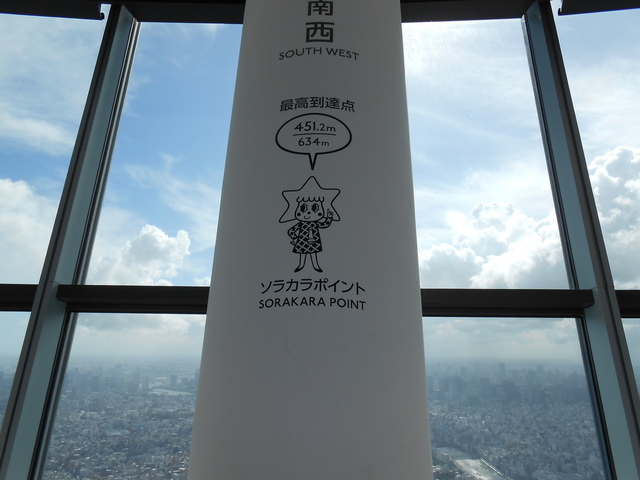 南
西
SOUTH WEST
最高到達点
451.2m
634m
ソラカラポイント
SORAKARA POINT